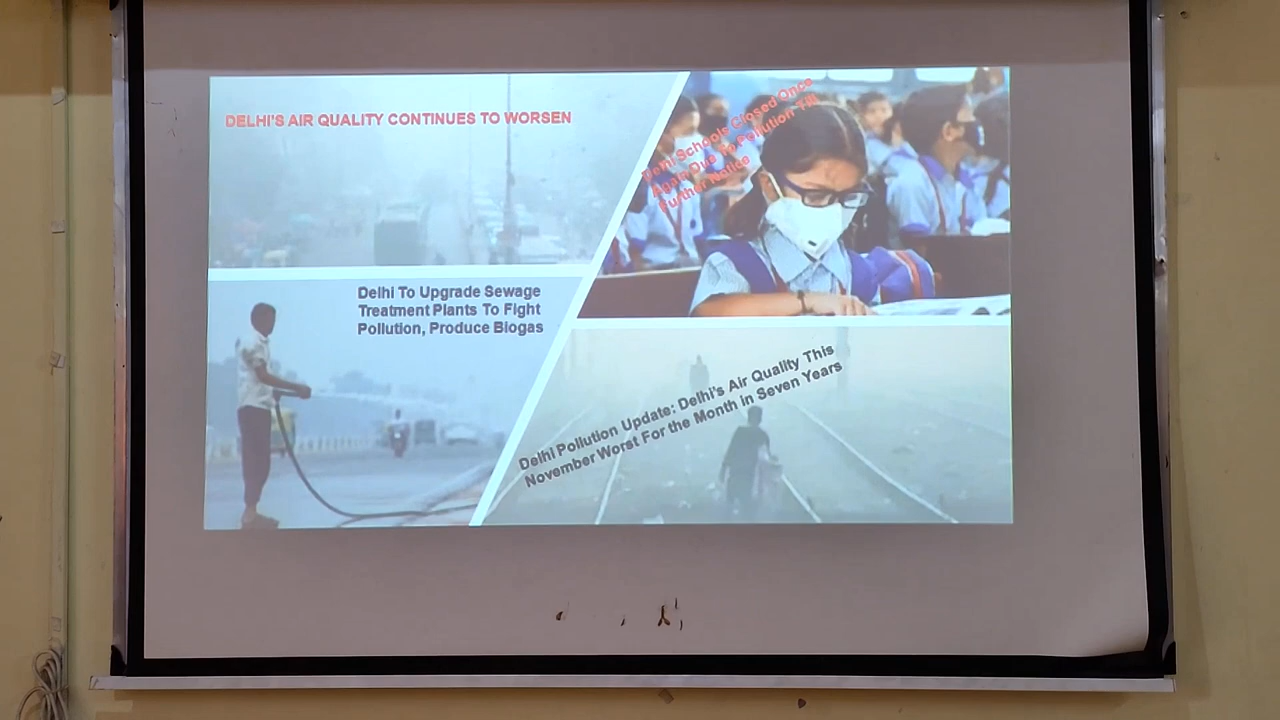 DELHI'S AIR QUALITY CONTINUES TO WORSEN
Delhi Schools Closed Once
Again Due To Pollution Till
Further Notice
Delhi To Upgrade Sewage
Treatment Plants To Fight
Pollution, Produce Biogas
Delhi Pollution Update: Delhi's Air Quality This
November Worst For the Month in Seven Years